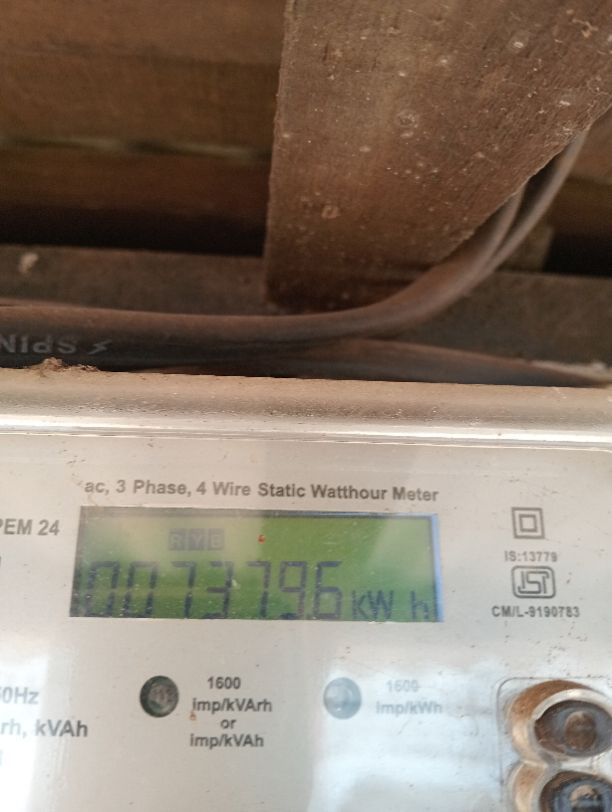 SPIN
ac, 3 Phase, 4 Wire Static Watthour Meter
PEM 24
R Y B
IS:13779
0073796 kW h
CM/L-9190783
1600
imp/kVArh
or
imp/kVAh
1600
imp/kWh
0Hz
rh, kVAh